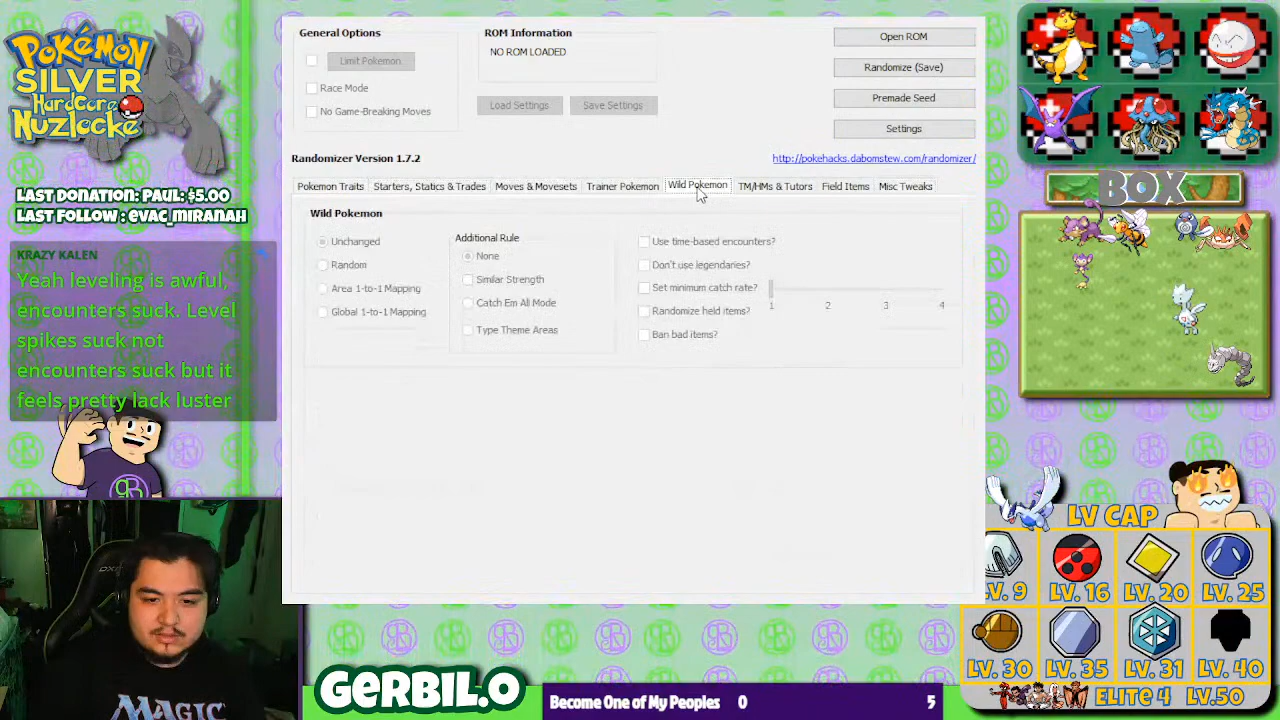 POKéMON
SILVER
Hardcore
Nuzlocke
LAST DONATION: PAUL: $5.00
LAST FOLLOW : EVAC_MIRANAH
KRAZY KALEN
Yeah leveling is awful,
encounters suck. Level
spikes suck not
encounters suck but it
feels pretty lack luster
General Options
Limit Pokemon
Race Mode
No Game-Breaking Moves
ROM Information
NO ROM LOADED
Load Settings Save Settings
Open ROM
Randomize (Save)
Premade Seed
Settings
Randomizer Version 1.7.2
http://pokehacks.dabomstew.com/randomizer/
Pokemon Traits Starters, Statics & Trades Moves & Movesets Trainer Pokemon Wild Pokemon TM/HMs & Tutors Field Items Misc Tweaks
Wild Pokemon
Unchanged
Random
Area 1-to-1 Mapping
Global 1-to-1 Mapping
Additional Rule
None
Similar Strength
Catch Em All Mode
Type Theme Areas
Use time-based encounters?
Don't use legendaries?
Set minimum catch rate?
1 2 3 4
Randomize held items?
Ban bad items?
BOX
LV CAP
LV. 9 LV. 16 LV. 20 LV. 25
LV. 30 LV. 35 LV. 31 LV. 40
ELITE 4 LV.50
MAGIC
GERBIL.O
Become One of My Peoples 0 5